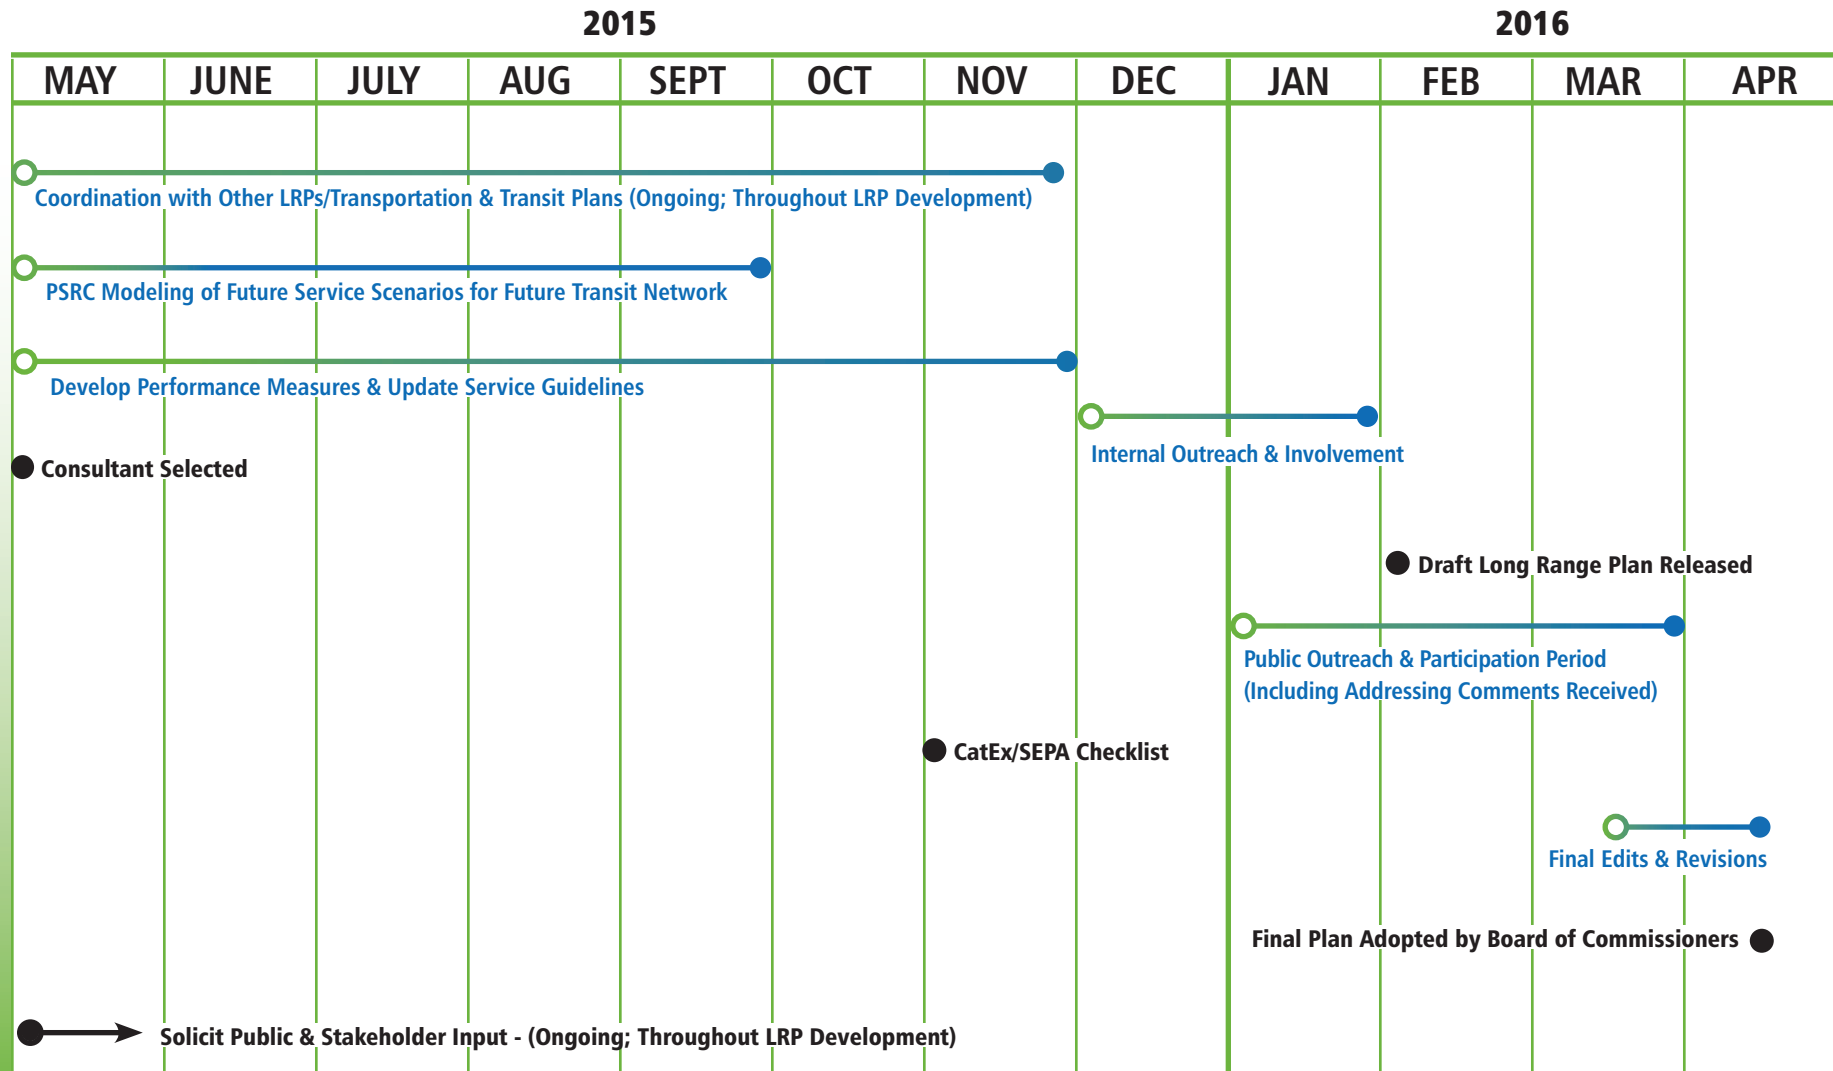 2015
2016
MAY
JUNE
JULY
AUG
SEPT
OCT
NOV
DEC
JAN
FEB
MAR
APR
Coordination with Other LRPs/Transportation & Transit Plans (Ongoing; Throughout LRP Development)
PSRC Modeling of Future Service Scenarios for Future Transit Network
Develop Performance Measures & Update Service Guidelines
Internal Outreach & Involvement
Consultant Selected
Draft Long Range Plan Released
Public Outreach & Participation Period
(Including Addressing Comments Received)
CatEx/SEPA Checklist
Final Edits & Revisions
Final Plan Adopted by Board of Commissioners
Solicit Public & Stakeholder Input - (Ongoing; Throughout LRP Development)